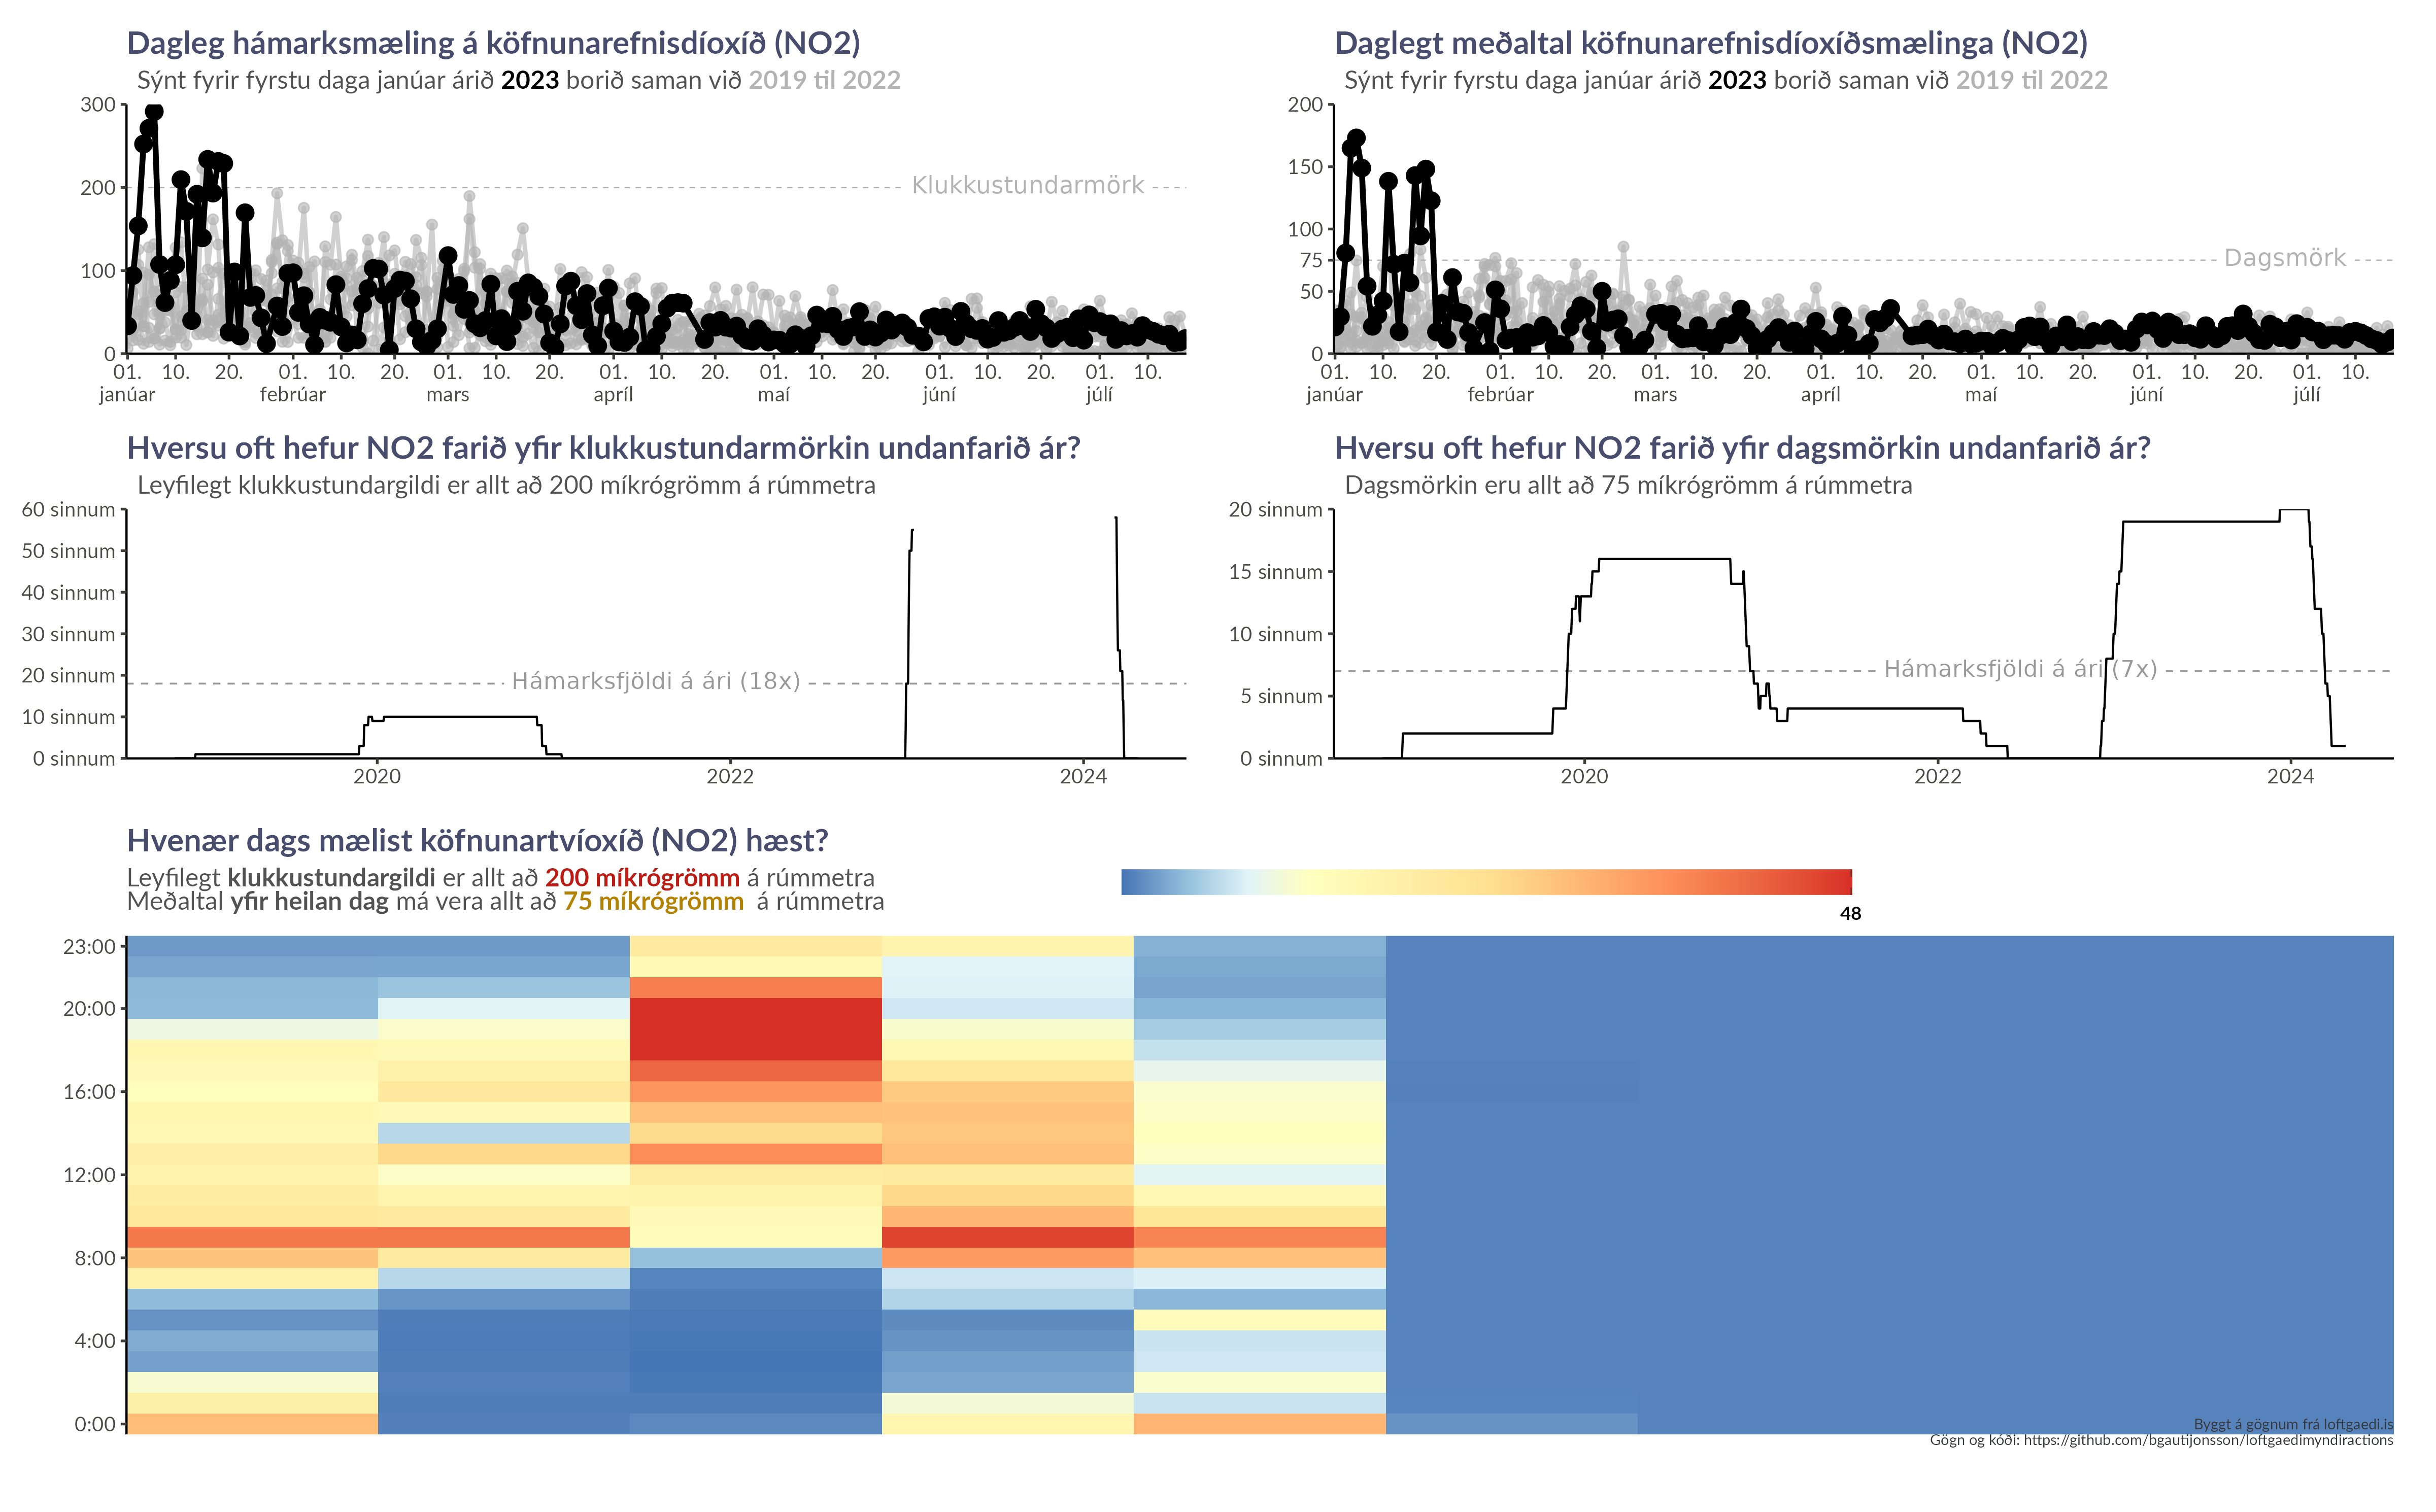 Dagleg hámarksmæling á köfnunarefnisdíoxíð (NO2)
Sýnt fyrir fyrstu daga janúar árið 2023 borið saman við 2019 til 2022
300
200
100
0
Klukkustundarmörk
01. 10. 20. 01. 10. 20. 01. 10. 20. 01. 10. 20. 01. 10. 20. 01. 10. 20. 01. 10.
janúar febrúar mars apríl maí júní júlí
Daglegt meðaltal köfnunarefnisdíoxíðsmælinga (NO2)
Sýnt fyrir fyrstu daga janúar árið 2023 borið saman við 2019 til 2022
200
150
100
75
50
0
Dagsmörk
01. 10. 20. 01. 10. 20. 01. 10. 20. 01. 10. 20. 01. 10. 20. 01. 10. 20. 01. 10.
janúar febrúar mars apríl maí júní júlí
Hversu oft hefur NO2 farið yfir klukkustundarmörkin undanfarið ár?
Leyfilegt klukkustundargildi er allt að 200 míkrógrömm á rúmmetra
60 sinnum
50 sinnum
40 sinnum
30 sinnum
20 sinnum
10 sinnum
0 sinnum
Hámarksfjöldi á ári (18x)
2020 2022 2024
Hversu oft hefur NO2 farið yfir dagsmörkin undanfarið ár?
Dagsmörkin eru allt að 75 míkrógrömm á rúmmetra
20 sinnum
15 sinnum
10 sinnum
5 sinnum
0 sinnum
Hámarksfjöldi á ári (7x)
2020 2022 2024
Hvenær dags mælist köfnunartvíoxíð (NO2) hæst?
Leyfilegt klukkustundargildi er allt að 200 míkrógrömm á rúmmetra
Meðaltal yfir heilan dag má vera allt að 75 míkrógrömm á rúmmetra
48
23:00
20:00
16:00
12:00
8:00
4:00
0:00
Byggt á gögnum frá loftgaedi.is
Gögn og kóði: https://github.com/bgautijonsson/loftgaedimyndiractions